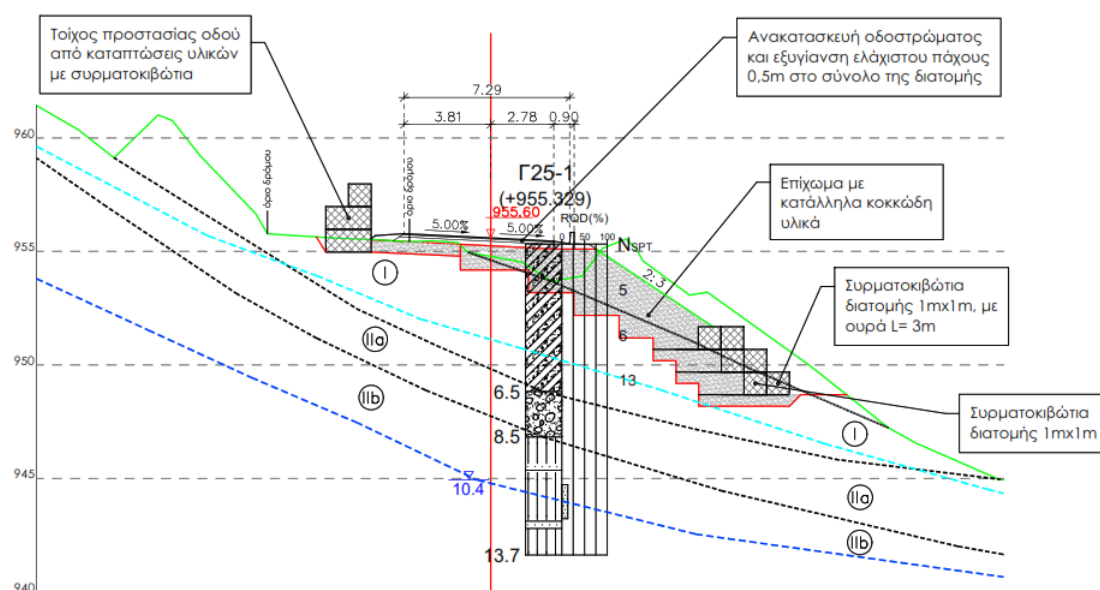 Τοίχος προστασίας οδού
από καταπτώσεις υλικών
με συρματοκιβώτια
Ανακατασκευή οδοστρώματος
και εξυγίανση ελάχιστου πάχους
0,5m στο σύνολο της διατομής
7.29
3.81
2.78
0.90
960
Γ25-1
(+955.329)
Επίχωμα με
κατάλληλα κοκκώδη
υλικά
όριο δρόμου
όριο δρόμου
955.60
RQD(%)
0 50 100
5.00%
5.00%
NSPT
955
2:3
I
5
Συρματοκιβώτια
διατομής 1mx1m, με
ουρά L= 3m
6
IIa
950
13
6.5
IIb
Συρματοκιβώτια
διατομής 1mx1m
8.5
I
945
10.4
IIa
IIb
13.7
940